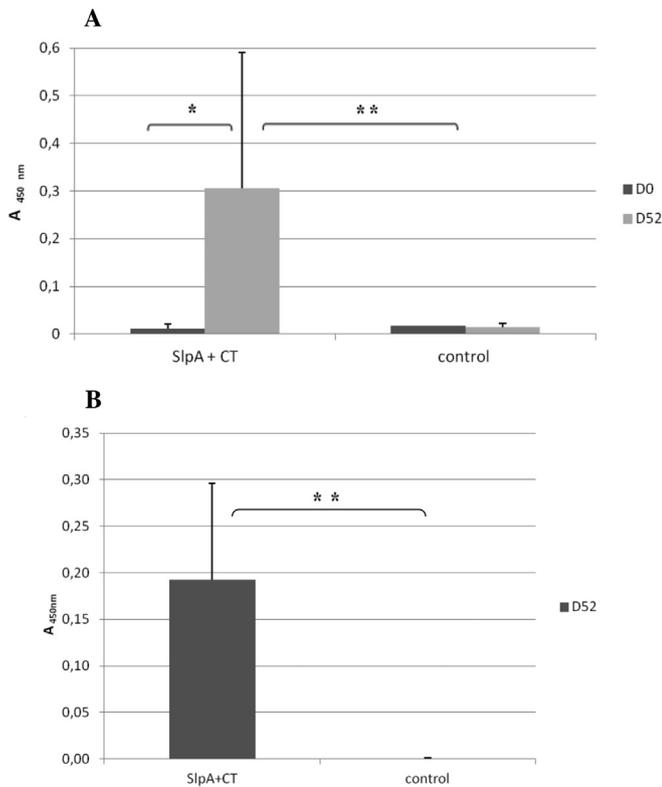 A
0,6
0,5
0,4
0,3
0,2
0,1
0
A 450 nm
*
**
D0
D52
SlpA + CT
control
B
0,35
0,30
0,25
0,20
0,15
0,10
0,05
0,00
A 450nm
* *
D52
SlpA+CT
control